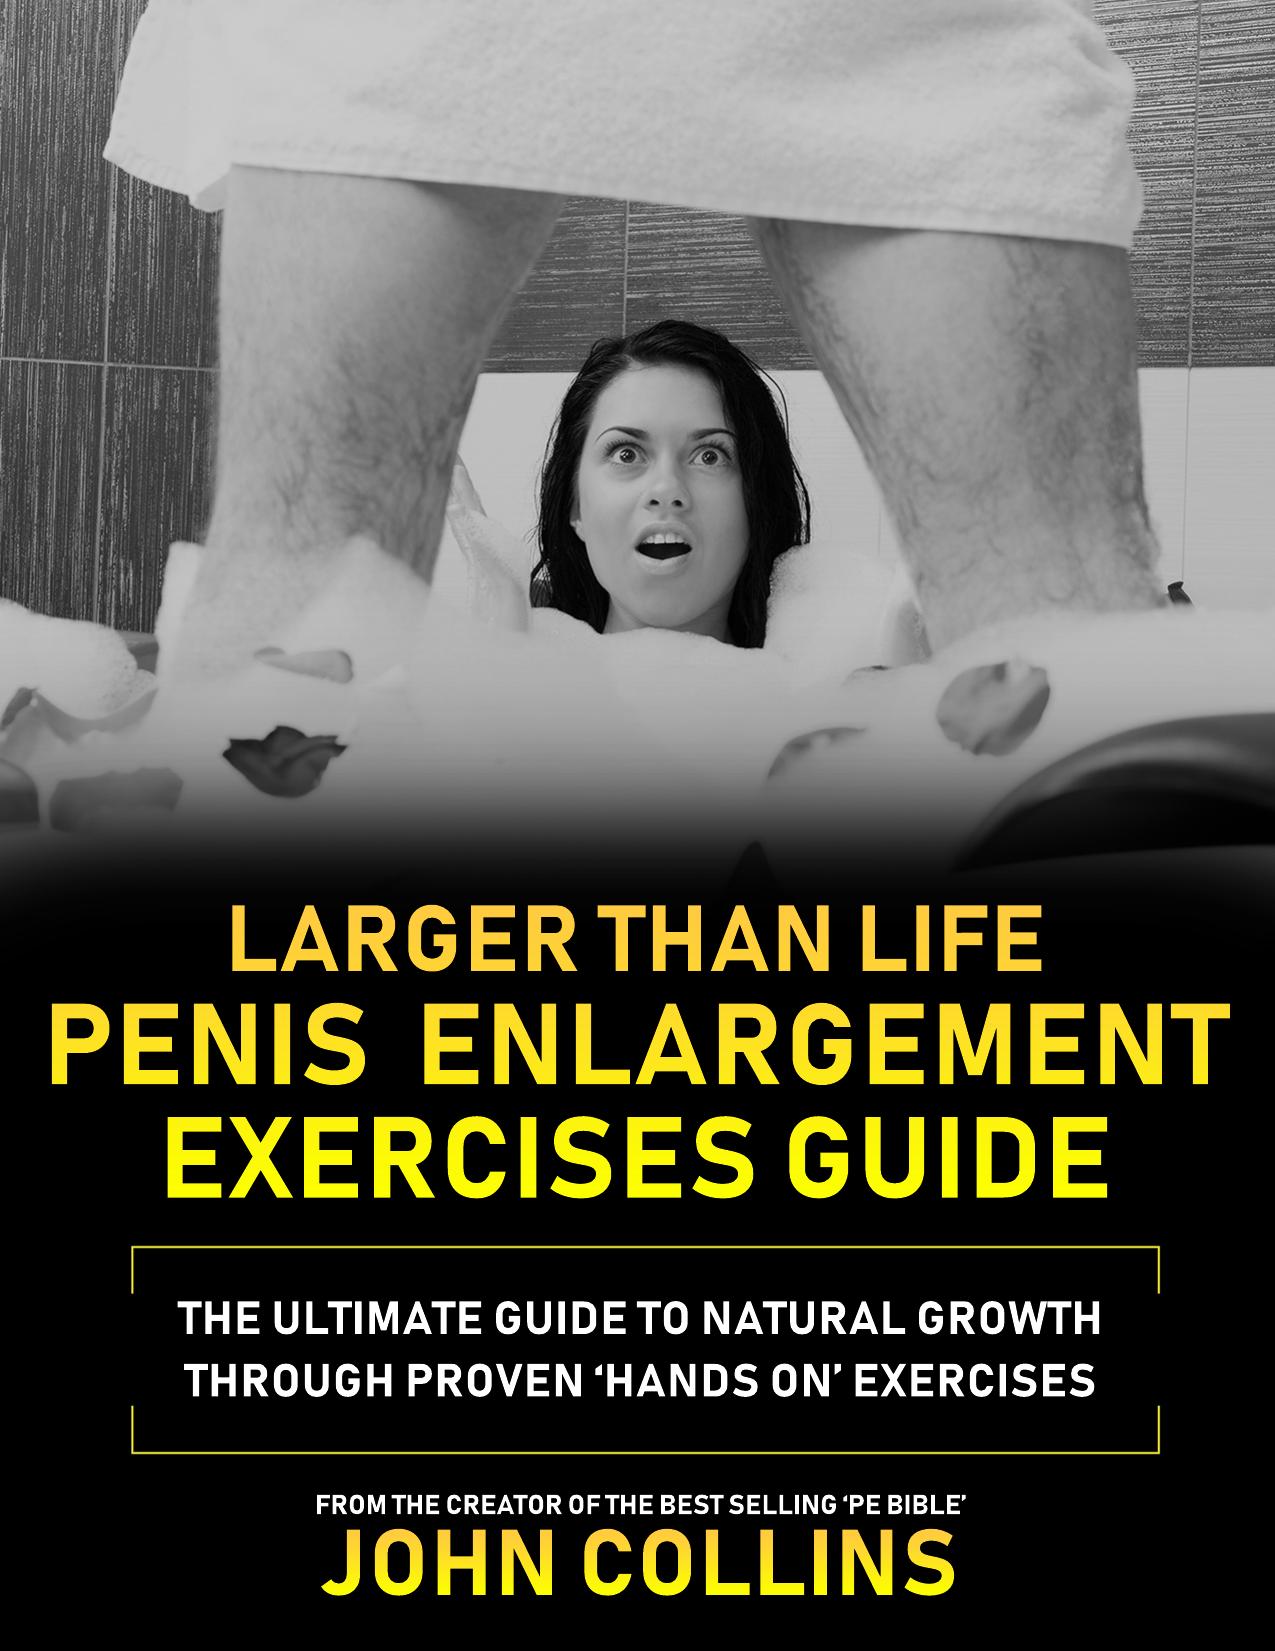 LARGER THAN LIFE
PENIS ENLARGEMENT
EXERCISES GUIDE
THE ULTIMATE GUIDE TO NATURAL GROWTH
THROUGH PROVEN ‘HANDS ON’ EXERCISES
FROM THE CREATOR OF THE BEST SELLING ‘PE BIBLE’
JOHN COLLINS